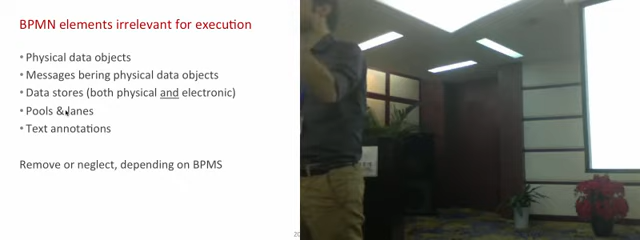 BPMN elements irrelevant for execution
• Physical data objects
• Messages bering physical data objects
• Data stores (both physical and electronic)
• Pools & lanes
• Text annotations
Remove or neglect, depending on BPMS